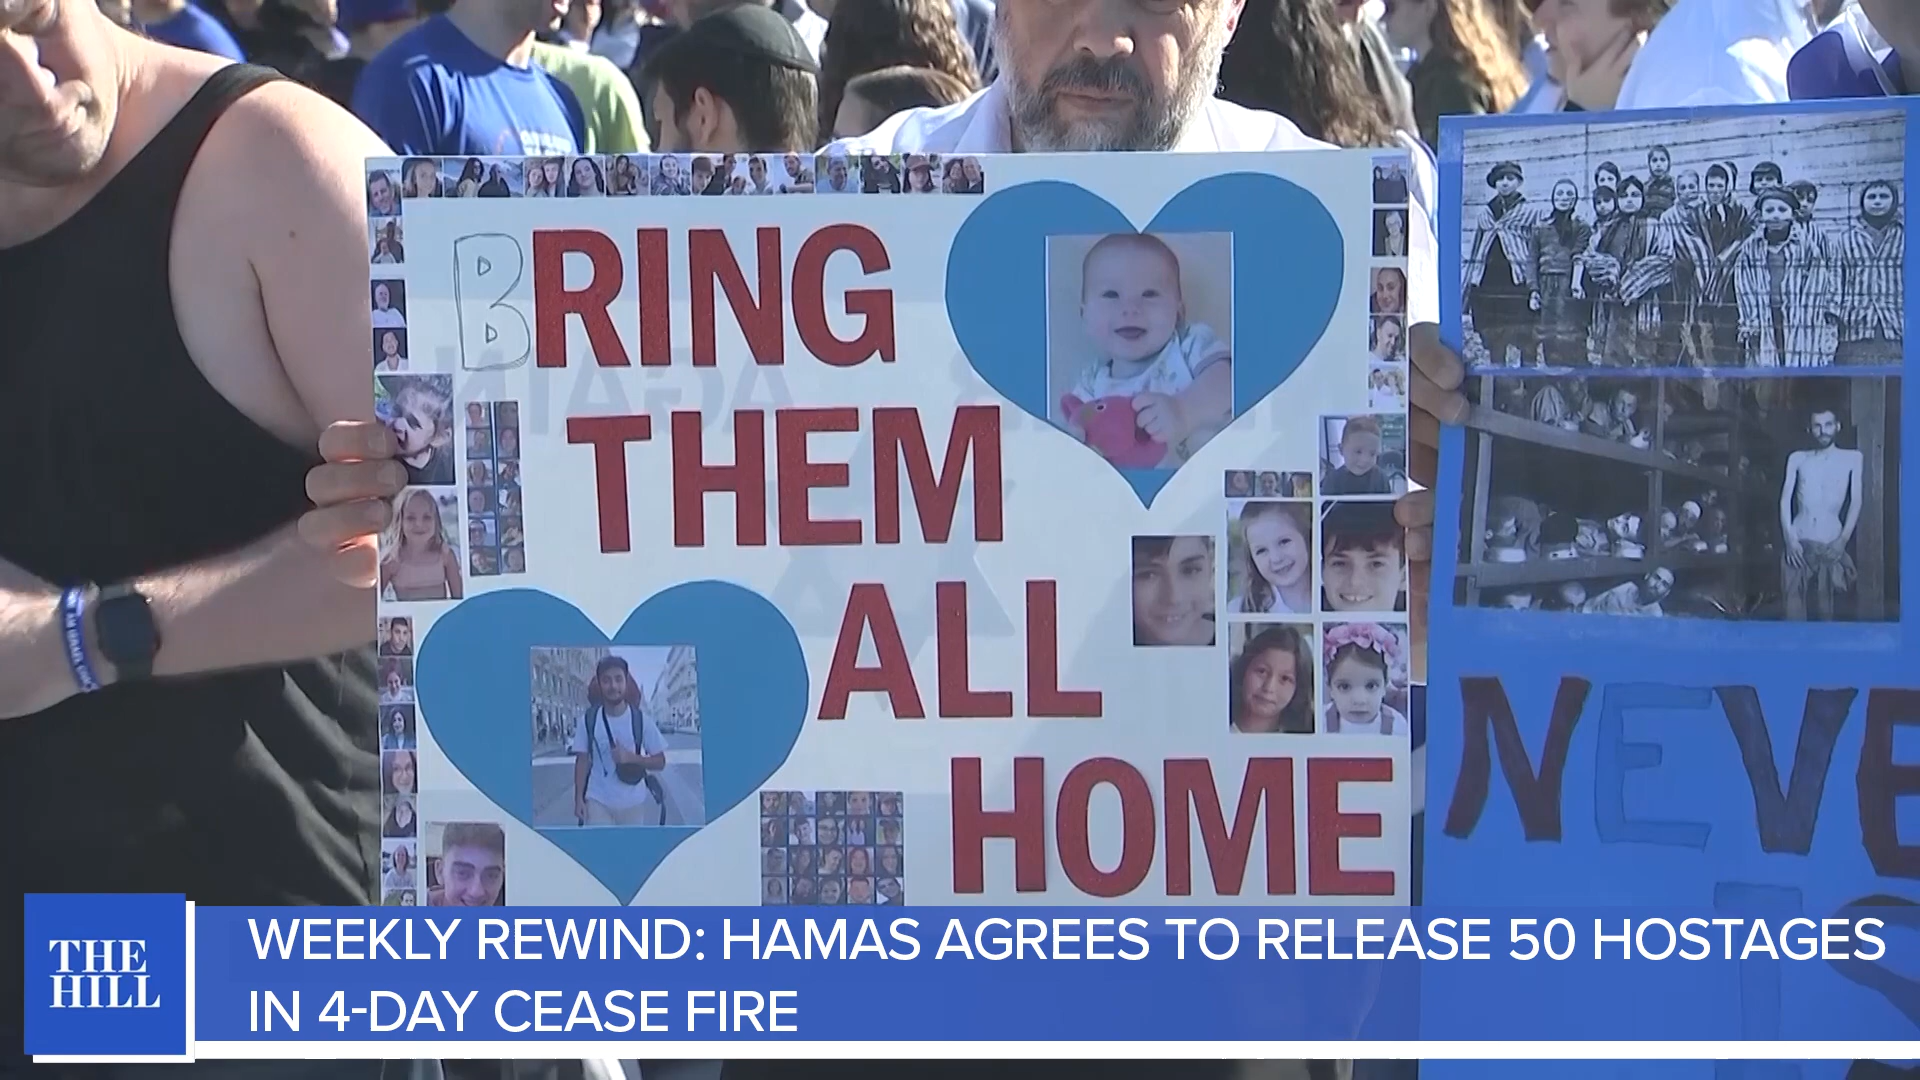 BRING
THEM
ALL
HOME
NEVE
THE
HILL
WEEKLY REWIND: HAMAS AGREES TO RELEASE 50 HOSTAGES
IN 4-DAY CEASE FIRE